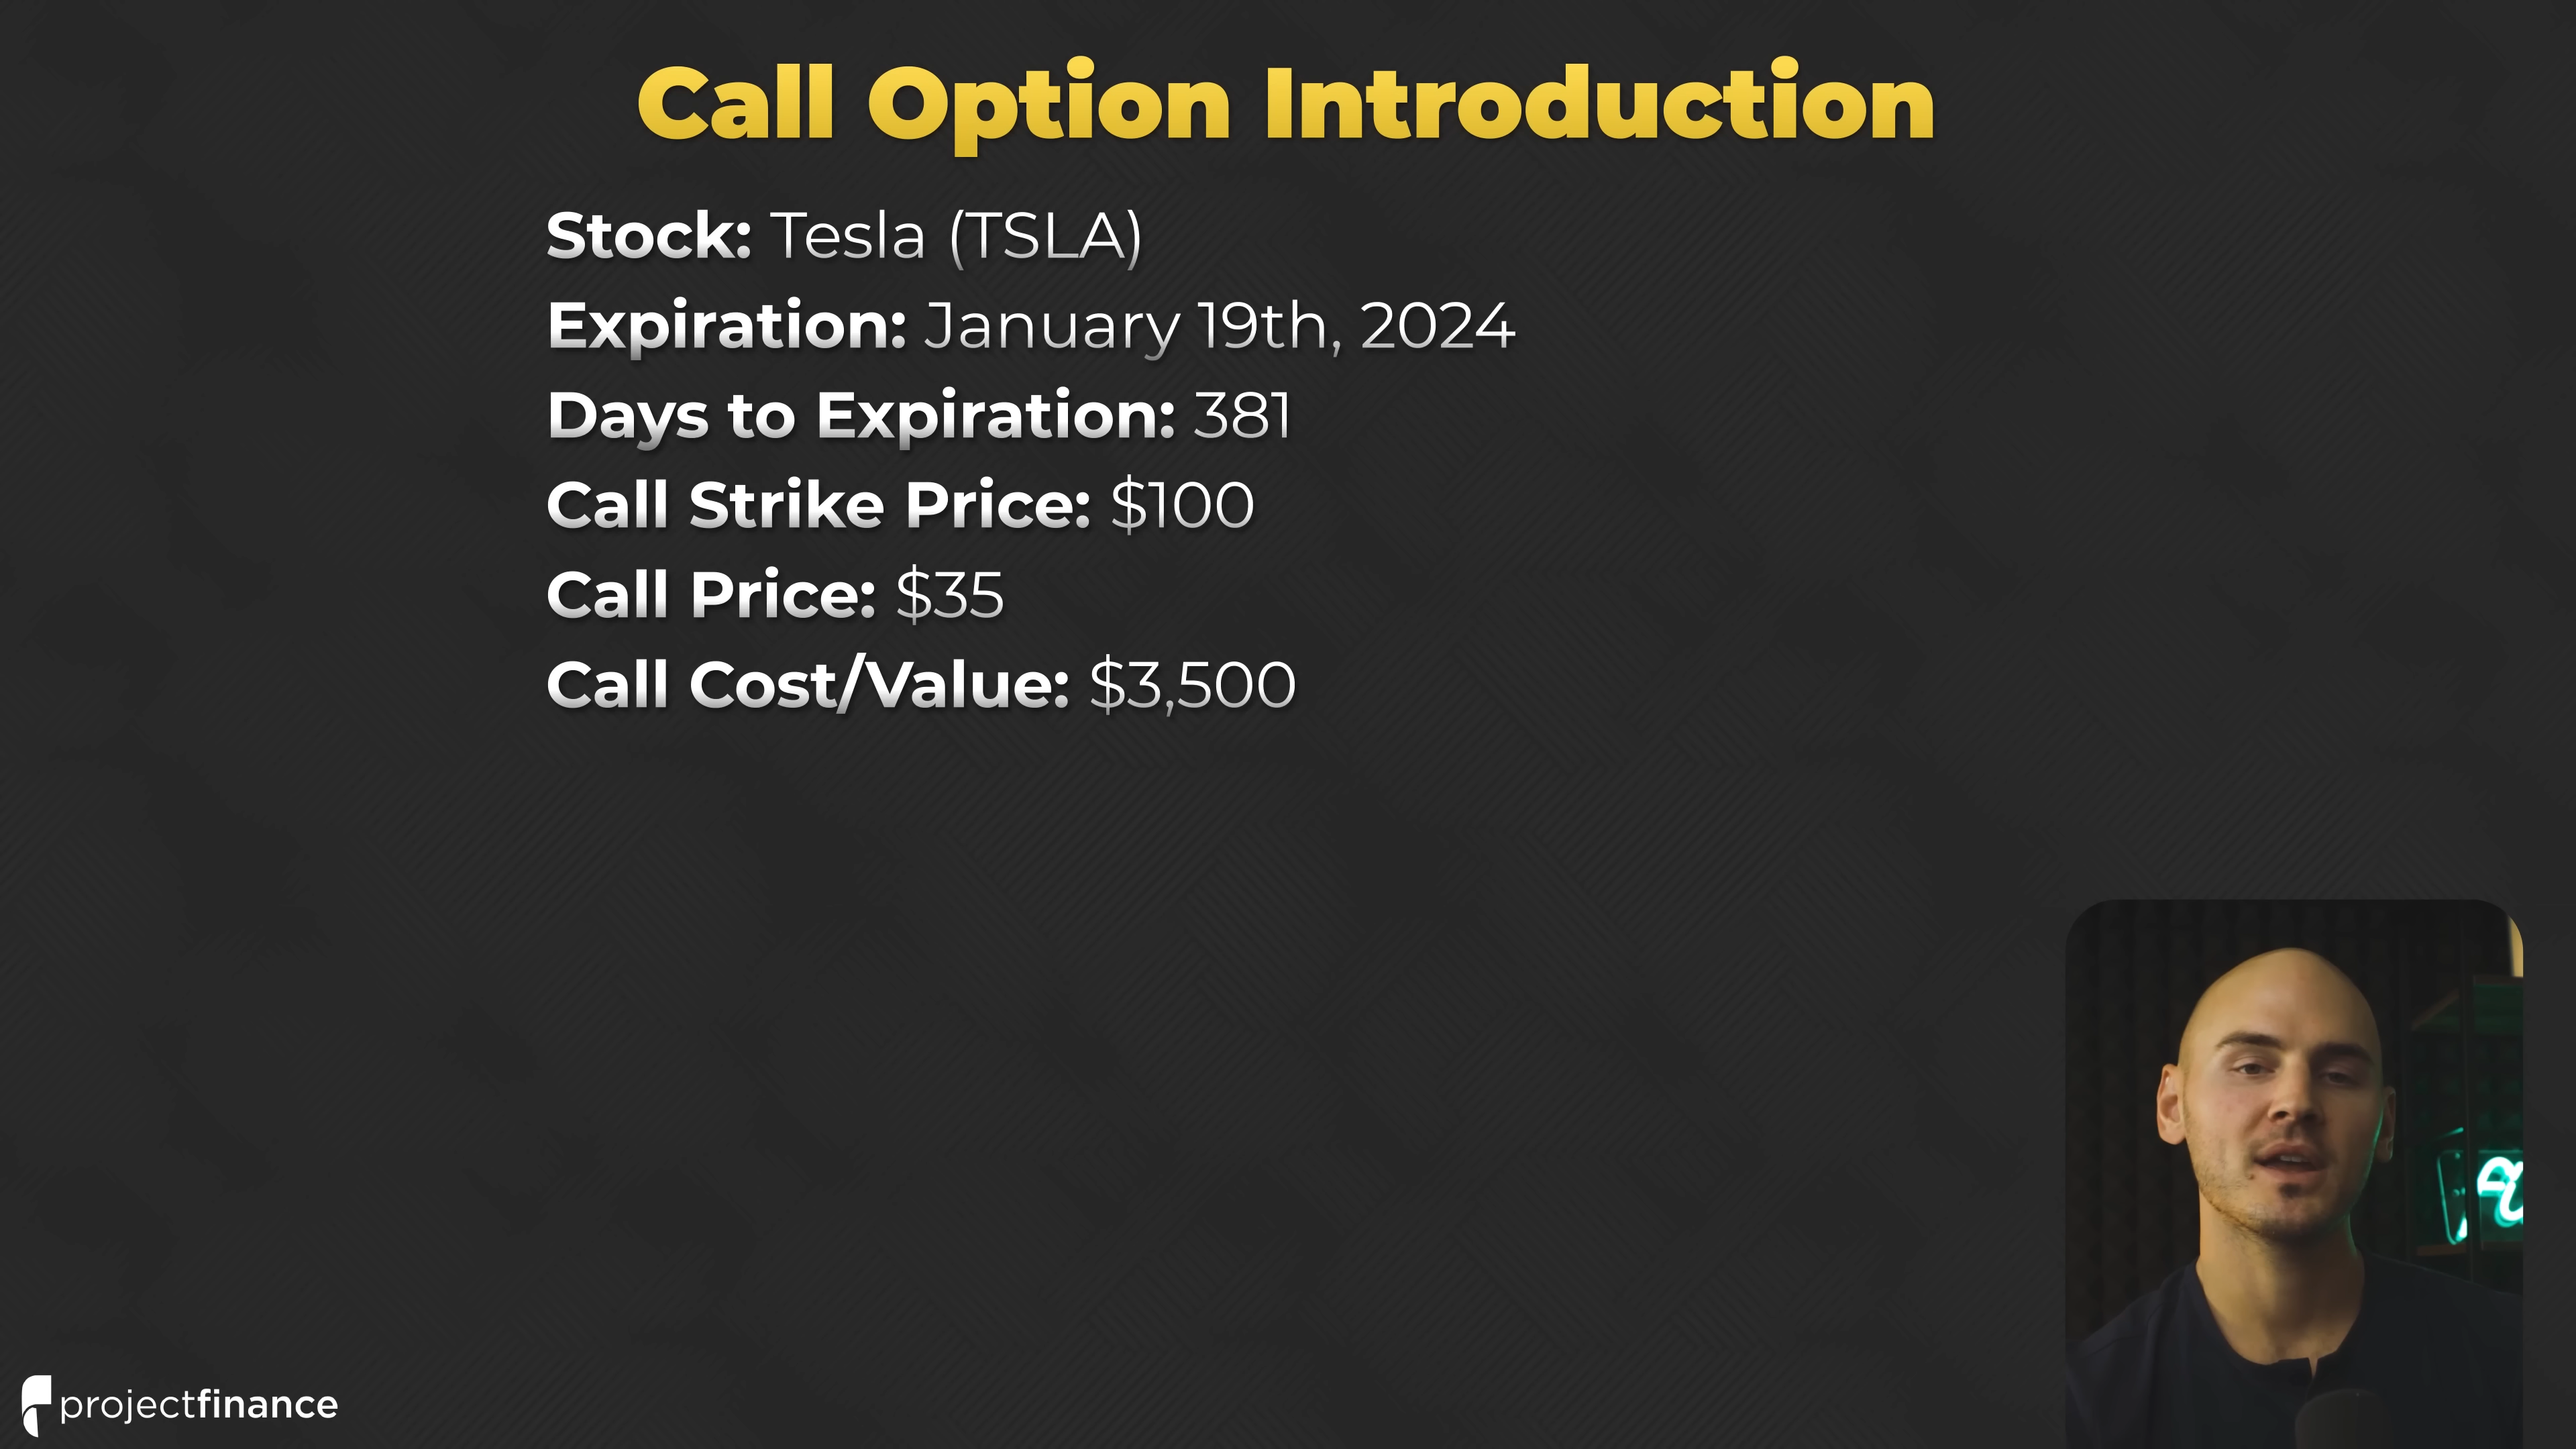 Call Option Introduction
Stock: Tesla (TSLA)
Expiration: January 19th, 2024
Days to Expiration: 381
Call Strike Price: $100
Call Price: $35
Call Cost/Value: $3,500
projectfinance